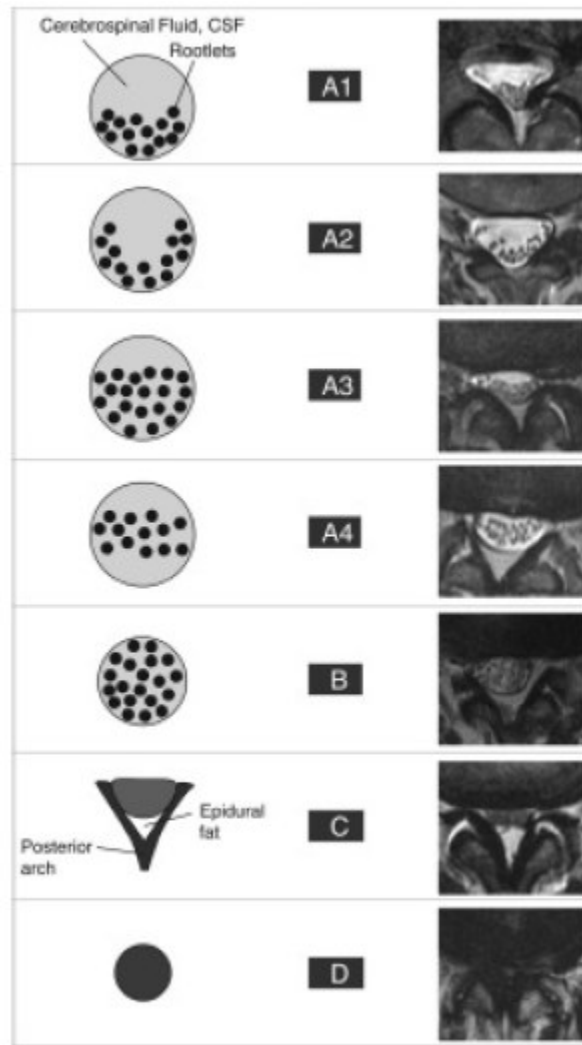 Cerebrospinal Fluid, CSF
Rootlets
A1
A2
A3
A4
B
Epidural
fat
Posterior
arch
C
D